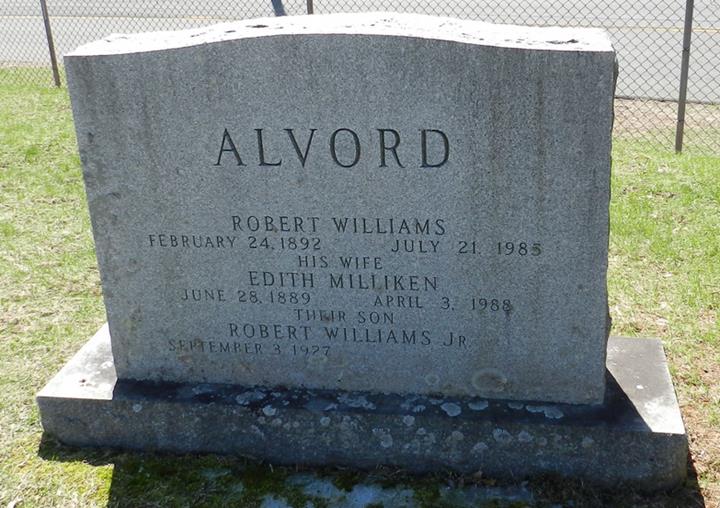 ALVORD
ROBERT WILLIAMS
FEBRUARY 24, 1892 JULY 21, 1985
HIS WIFE
EDITH MILLIKEN
JUNE 28, 1889 APRIL 3, 1988
THEIR SON
ROBERT WILLIAMS JR
SEPTEMBER 3, 1927